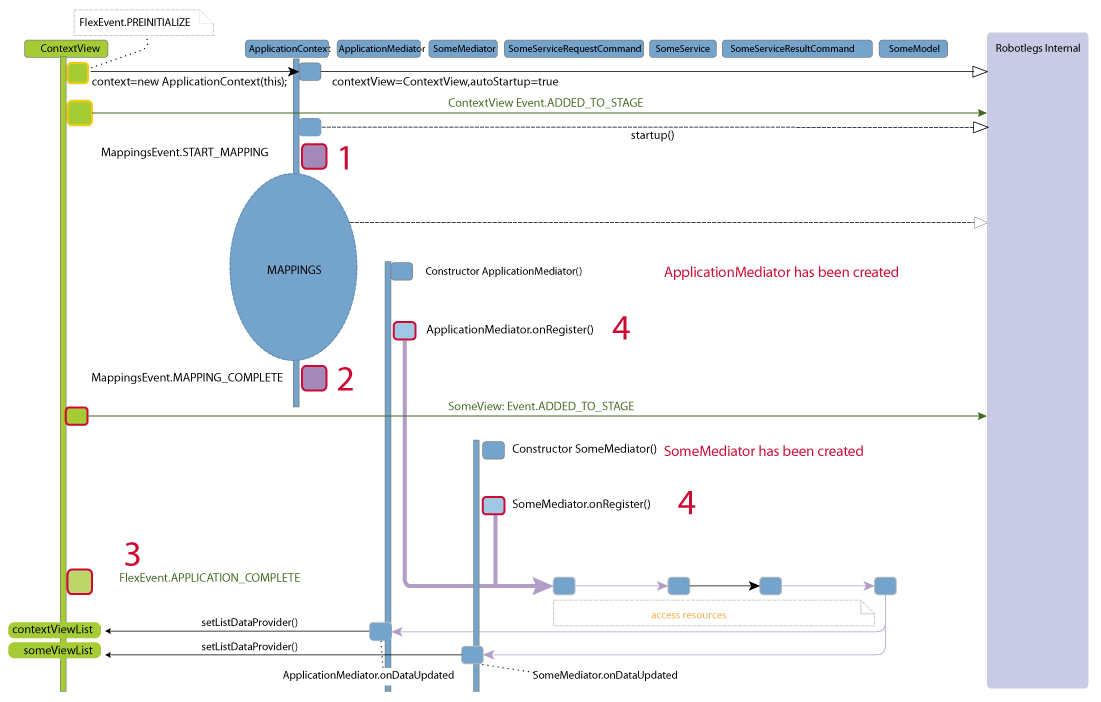 FlexEvent.PREINITIALIZE
ContextView
ApplicationContext
ApplicationMediator
SomeMediator
SomeServiceRequestCommand
SomeService
SomeServiceResultCommand
SomeModel
Robotlegs Internal
context=new ApplicationContext(this);
contextView=ContextView,autoStartup=true
ContextView Event.ADDED_TO_STAGE
startup()
MappingsEvent.START_MAPPING
1
MAPPINGS
Constructor ApplicationMediator()
ApplicationMediator has been created
ApplicationMediator.onRegister()
4
MappingsEvent.MAPPING_COMPLETE
2
SomeView: Event.ADDED_TO_STAGE
Constructor SomeMediator()
SomeMediator has been created
SomeMediator.onRegister()
4
3
FlexEvent.APPLICATION_COMPLETE
access resources
contextViewList
setListDataProvider()
someViewList
setListDataProvider()
ApplicationMediator.onDataUpdated
SomeMediator.onDataUpdated